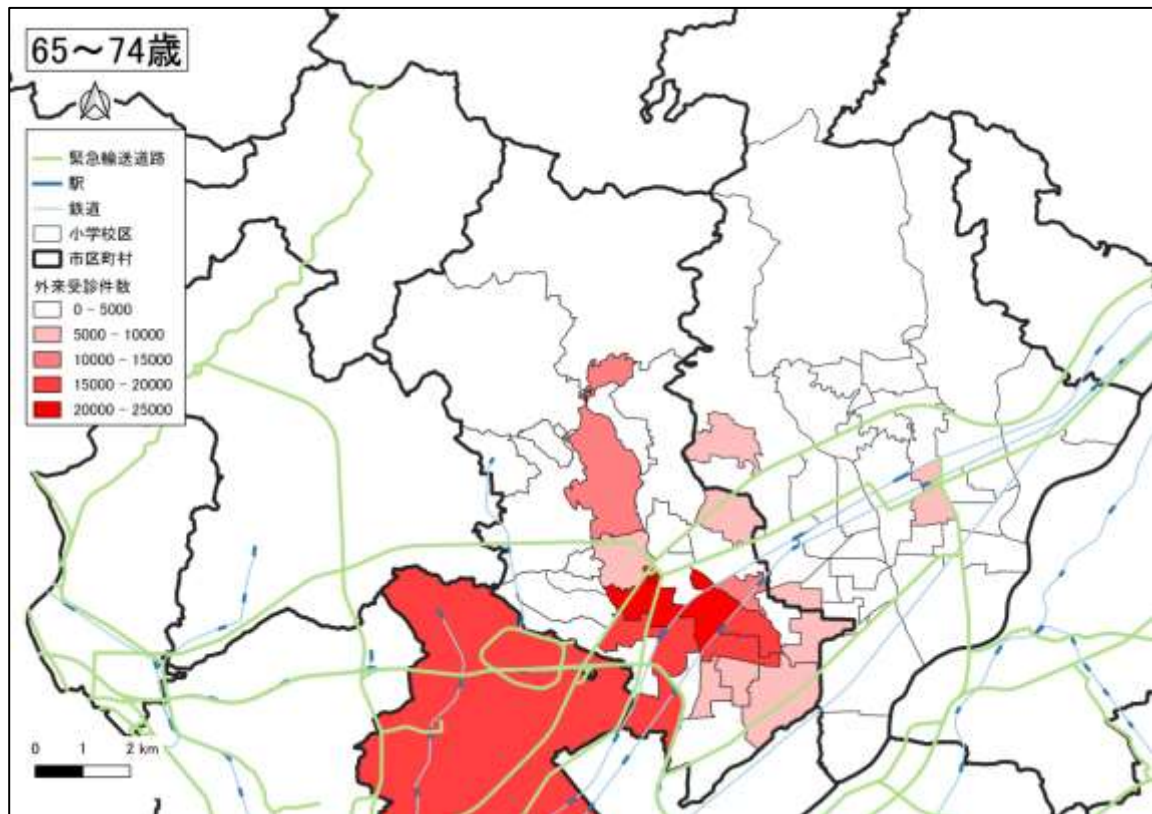 65～74歳
緊急輸送道路
駅
鉄道
小学校区
市区町村
外来受診件数
0 - 5000
5000 - 10000
10000 - 15000
15000 - 20000
20000 - 25000
0 1 2 km